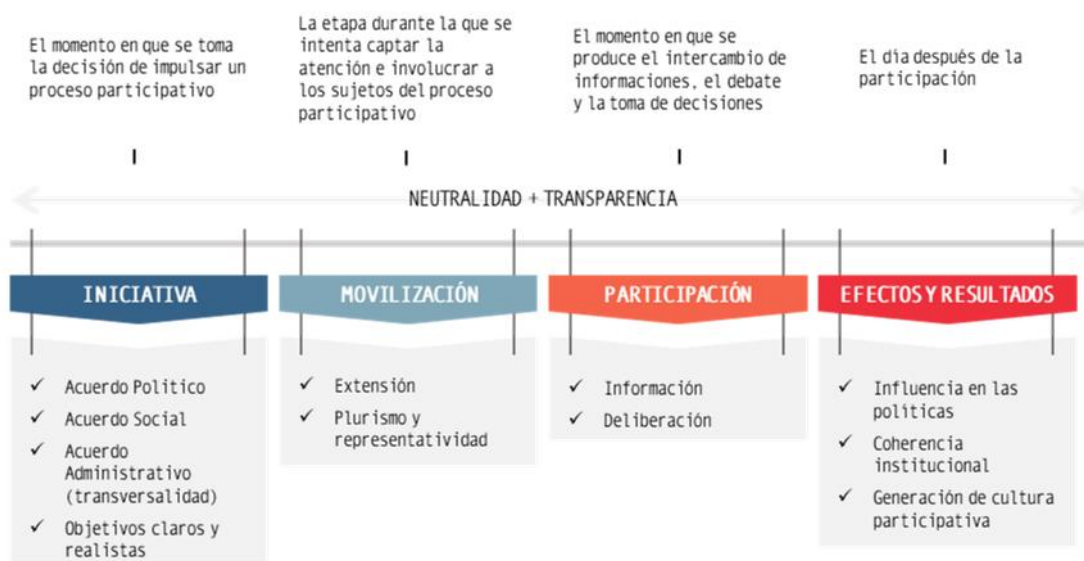 El momento en que se toma
la decisión de impulsar un
proceso participativo
La etapa durante la que se
intenta captar la
atención e involucrar a
los sujetos del proceso
participativo
El momento en que se
produce el intercambio de
informaciones, el debate
y la toma de decisiones
El día después de la
participación
NEUTRALIDAD + TRANSPARENCIA
INICIATIVA
✓ Acuerdo Político
✓ Acuerdo Social
✓ Acuerdo
Administrativo
(transversalidad)
✓ Objetivos claros y
realistas
MOVILIZACIÓN
✓ Extensión
✓ Plurismo y
representatividad
PARTICIPACIÓN
✓ Información
✓ Deliberación
EFECTOS Y RESULTADOS
✓ Influencia en las
políticas
✓ Coherencia
institucional
✓ Generación de cultura
participativa